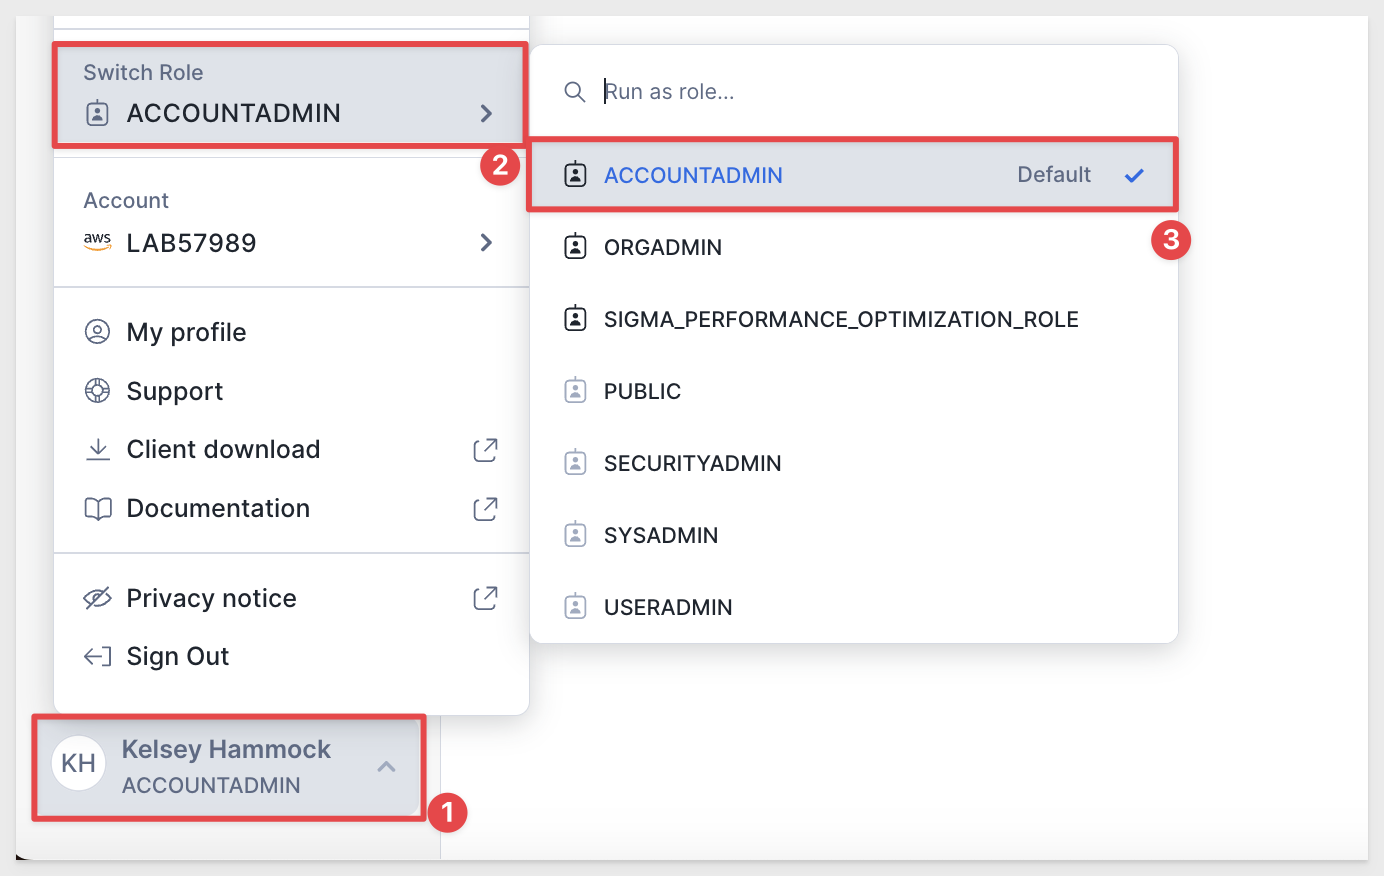 Switch Role
ACCOUNTADMIN
2
Account
aws LAB57989
My profile
Support
Client download
Documentation
Privacy notice
Sign Out
KH
Kelsey Hammock
ACCOUNTADMIN
1
Run as role...
ACCOUNTADMIN Default
3
ORGADMIN
SIGMA_PERFORMANCE_OPTIMIZATION_ROLE
PUBLIC
SECURITYADMIN
SYSADMIN
USERADMIN